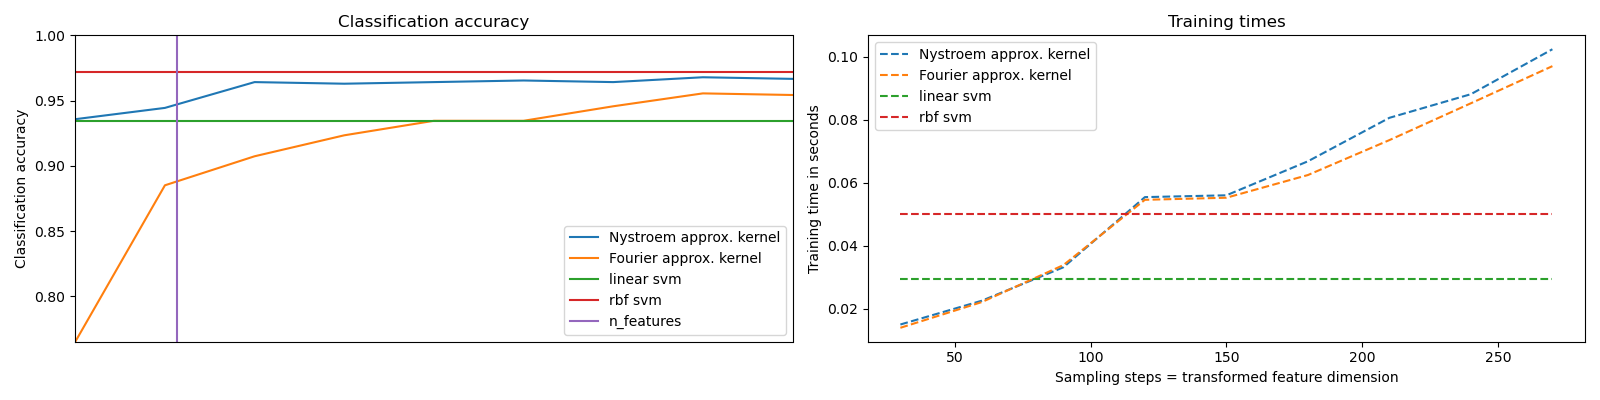 Classification accuracy
Classification accuracy
1.00
0.95
0.90
0.85
0.80
Nystroem approx. kernel
Fourier approx. kernel
linear svm
rbf svm
n_features
Training times
Training time in seconds
0.10
0.08
0.06
0.04
0.02
Nystroem approx. kernel
Fourier approx. kernel
linear svm
rbf svm
50 100 150 200 250
Sampling steps = transformed feature dimension